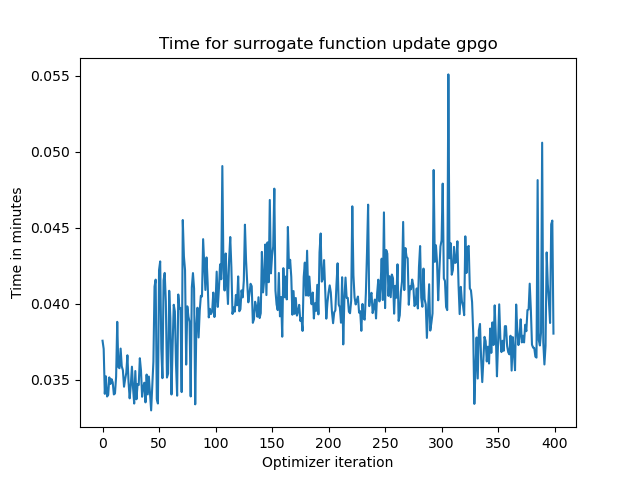 Time for surrogate function update gpgo
0.055
0.050
0.045
0.040
0.035
Time in minutes
0 50 100 150 200 250 300 350 400
Optimizer iteration